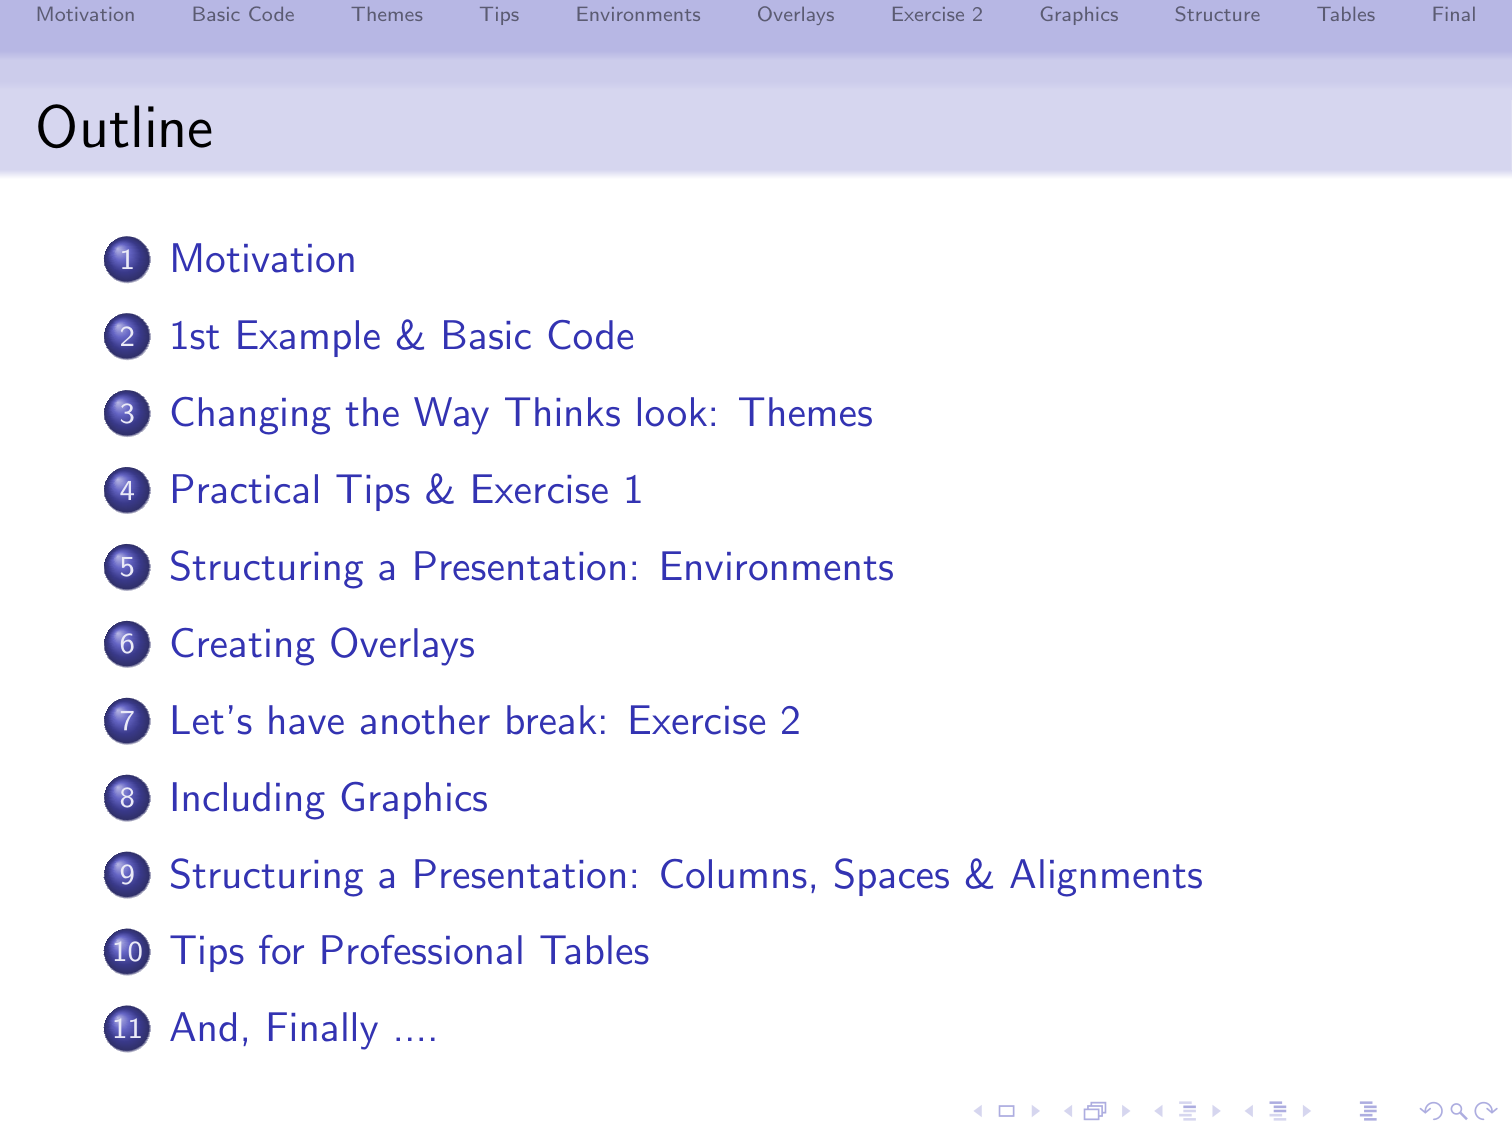 Motivation Basic Code Themes Tips Environments Overlays Exercise 2 Graphics Structure Tables Final
Outline
1 Motivation
2 1st Example & Basic Code
3 Changing the Way Thinks look: Themes
4 Practical Tips & Exercise 1
5 Structuring a Presentation: Environments
6 Creating Overlays
7 Let's have another break: Exercise 2
8 Including Graphics
9 Structuring a Presentation: Columns, Spaces & Alignments
10 Tips for Professional Tables
11 And, Finally ....